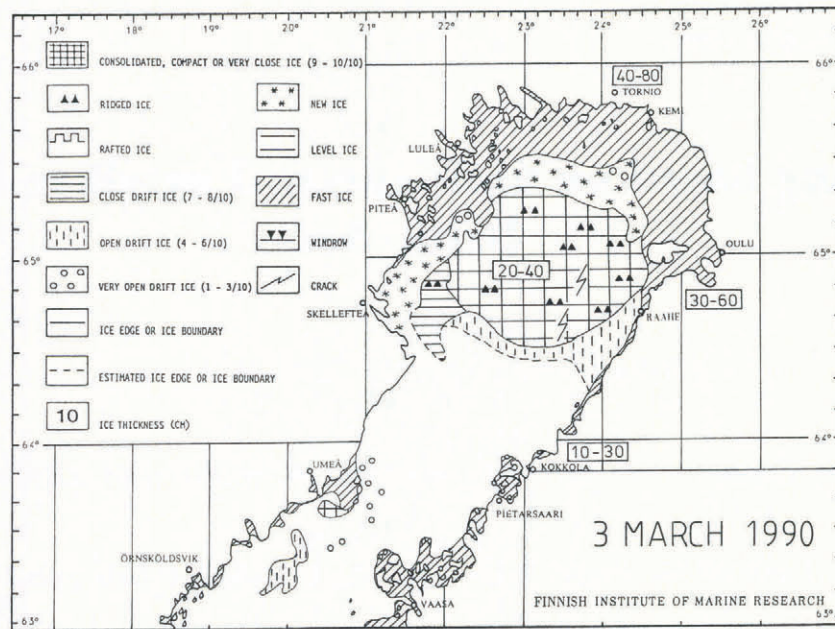 17° 18° 19° 20° 21° 22° 23° 24° 25° 26°
CONSOLIDATED, COMPACT OR VERY CLOSE ICE (9 - 10/10)
RIDGED ICE
NEW ICE
RAFTED ICE
LEVEL ICE
CLOSE DRIFT ICE (7 - 8/10)
FAST ICE
OPEN DRIFT ICE (4 - 6/10)
WINDROW
VERY OPEN DRIFT ICE (1 - 3/10)
CRACK
ICE EDGE OR ICE BOUNDARY
ESTIMATED ICE EDGE OR ICE BOUNDARY
10
ICE THICKNESS (CM)
66°
66°
40-80
TORNIO
KEMI
LULEÅ
PITEÅ
OULU
65°
65°
20-40
30-60
SKELLEFTEÅ
RAAHE
64°
64°
10-30
UMEÅ
KOKKOLA
PIETARSAARI
3 MARCH 1990
ÖRNSKÖLDSVIK
VAASA
FINNISH INSTITUTE OF MARINE RESEARCH
63°
63°